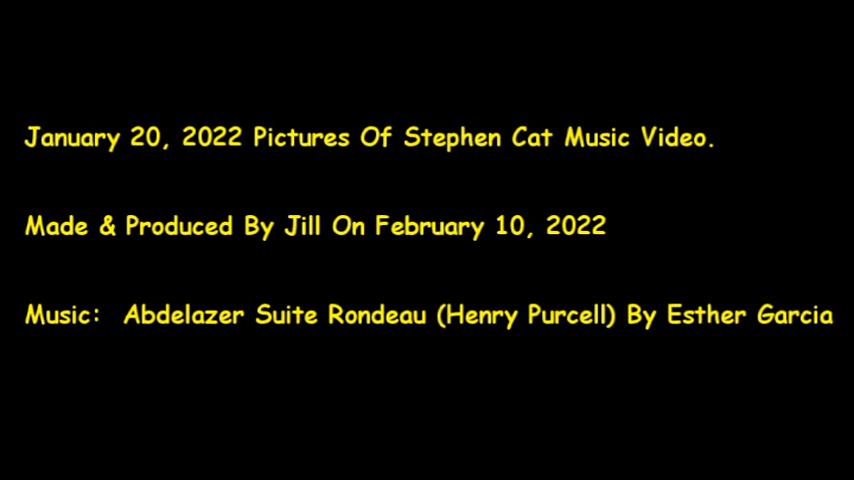 January 20, 2022 Pictures Of Stephen Cat Music Video.
Made & Produced By Jill On February 10, 2022
Music:  Abdelazer Suite Rondeau (Henry Purcell) By Esther Garcia